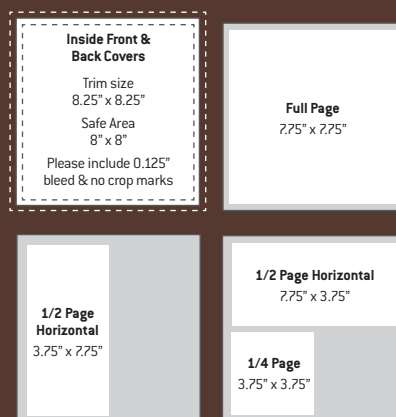 Inside Front &
Back Covers
Trim size
8.25” x 8.25”
Safe Area
8” x 8”
Please include 0.125”
bleed & no crop marks
Full Page
7.75” x 7.75”
1/2 Page
Horizontal
3.75” x 7.75”
1/2 Page Horizontal
7.75” x 3.75”
1/4 Page
3.75” x 3.75”